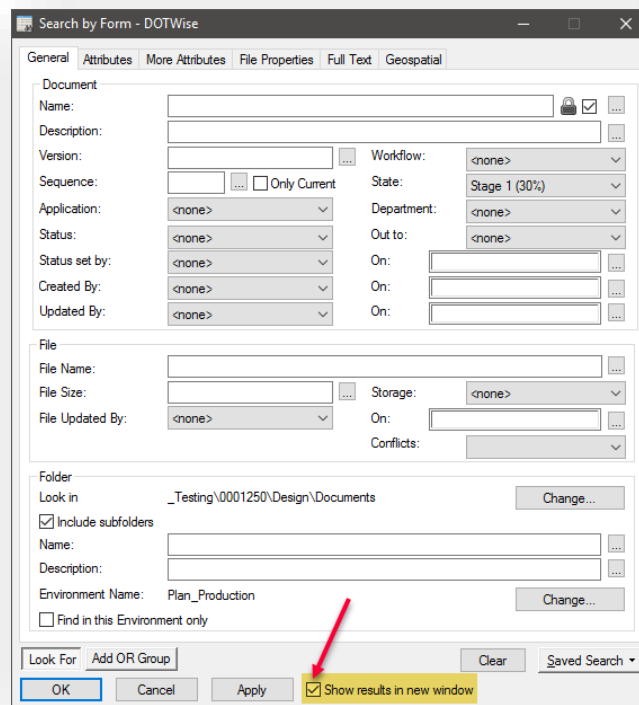 Search by Form - DOTWise
General Attributes More Attributes File Properties Full Text Geospatial
Document
Name: ...
Description: ...
Version: ... Workflow: <none>
Sequence: ... Only Current State: Stage 1 (30%)
Application: <none> Department: <none>
Status: <none> Out to: <none>
Status set by: <none> On: ...
Created By: <none> On: ...
Updated By: <none> On: ...
File
File Name: ...
File Size: ... Storage: <none>
File Updated By: <none> On: ...
Conflicts:
Folder
Look in _Testing\0001250\Design\Documents Change...
Include subfolders
Name: ...
Description: ...
Environment Name: Plan_Production Change...
Find in this Environment only
Look For Add OR Group Clear Saved Search
OK Cancel Apply Show results in new window